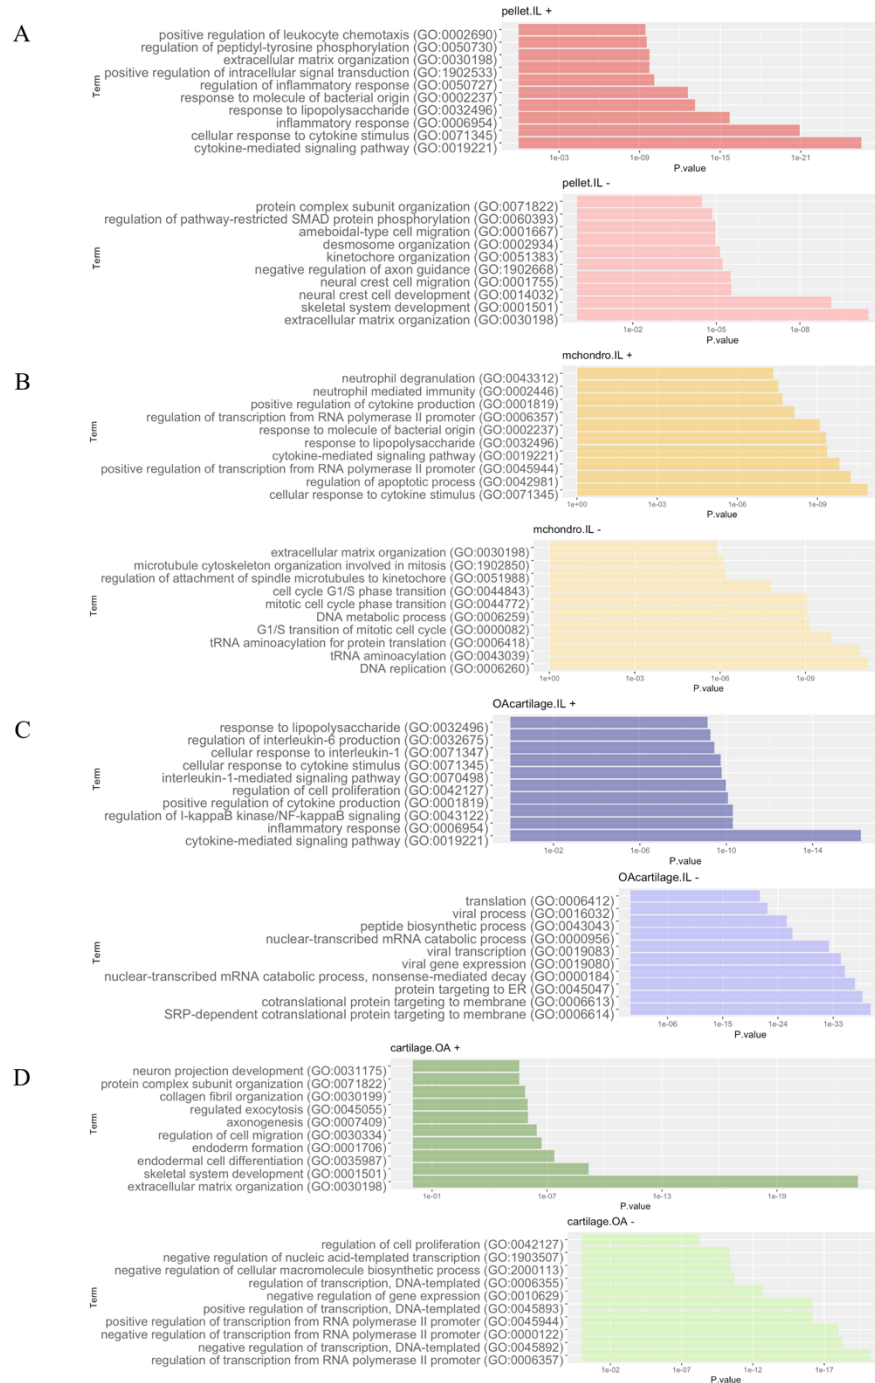 A
pellet.IL +
Term
positive regulation of leukocyte chemotaxis (GO:0002690)
regulation of peptidyl-tyrosine phosphorylation (GO:0050730)
extracellular matrix organization (GO:0030198)
positive regulation of intracellular signal transduction (GO:1902533)
regulation of inflammatory response (GO:0050727)
response to molecule of bacterial origin (GO:0002237)
response to lipopolysaccharide (GO:0032496)
inflammatory response (GO:0006954)
cellular response to cytokine stimulus (GO:0071345)
cytokine-mediated signaling pathway (GO:0019221)
1e-03 1e-09 1e-15 1e-21
P.value
pellet.IL -
Term
protein complex subunit organization (GO:0071822)
regulation of pathway-restricted SMAD protein phosphorylation (GO:0060393)
ameboidal-type cell migration (GO:0001667)
desmosome organization (GO:0002934)
kinetochore organization (GO:0051383)
negative regulation of axon guidance (GO:1902668)
neural crest cell migration (GO:0001755)
neural crest cell development (GO:0014032)
skeletal system development (GO:0001501)
extracellular matrix organization (GO:0030198)
1e-02 1e-05 1e-08
P.value
B
mchondro.IL +
Term
neutrophil degranulation (GO:0043312)
neutrophil mediated immunity (GO:0002446)
positive regulation of cytokine production (GO:0001819)
regulation of transcription from RNA polymerase II promoter (GO:0006357)
response to molecule of bacterial origin (GO:0002237)
response to lipopolysaccharide (GO:0032496)
cytokine-mediated signaling pathway (GO:0019221)
positive regulation of transcription from RNA polymerase II promoter (GO:0045944)
regulation of apoptotic process (GO:0042981)
cellular response to cytokine stimulus (GO:0071345)
1e+00 1e-03 1e-06 1e-09
P.value
mchondro.IL -
Term
extracellular matrix organization (GO:0030198)
microtubule cytoskeleton organization involved in mitosis (GO:1902850)
regulation of attachment of spindle microtubules to kinetochore (GO:0051988)
cell cycle G1/S phase transition (GO:0044843)
mitotic cell cycle phase transition (GO:0044772)
DNA metabolic process (GO:0006259)
G1/S transition of mitotic cell cycle (GO:0000082)
tRNA aminoacylation for protein translation (GO:0006418)
tRNA aminoacylation (GO:0043039)
DNA replication (GO:0006260)
1e+00 1e-03 1e-06 1e-09
P.value
C
OAcartilage.IL +
Term
response to lipopolysaccharide (GO:0032496)
regulation of interleukin-6 production (GO:0032675)
cellular response to interleukin-1 (GO:0071347)
cellular response to cytokine stimulus (GO:0071345)
interleukin-1-mediated signaling pathway (GO:0070498)
regulation of cell proliferation (GO:0042127)
positive regulation of cytokine production (GO:0001819)
regulation of I-kappaB kinase/NF-kappaB signaling (GO:0043122)
inflammatory response (GO:0006954)
cytokine-mediated signaling pathway (GO:0019221)
1e-02 1e-06 1e-10 1e-14
P.value
OAcartilage.IL -
Term
translation (GO:0006412)
viral process (GO:0016032)
peptide biosynthetic process (GO:0043043)
nuclear-transcribed mRNA catabolic process (GO:0000956)
viral transcription (GO:0019083)
viral gene expression (GO:0019080)
nuclear-transcribed mRNA catabolic process, nonsense-mediated decay (GO:0000184)
protein targeting to ER (GO:0045047)
cotranslational protein targeting to membrane (GO:0006613)
SRP-dependent cotranslational protein targeting to membrane (GO:0006614)
1e-06 1e-15 1e-24 1e-33
P.value
D
cartilage.OA +
Term
neuron projection development (GO:0031175)
protein complex subunit organization (GO:0071822)
collagen fibril organization (GO:0030199)
regulated exocytosis (GO:0045055)
axonogenesis (GO:0007409)
regulation of cell migration (GO:0030334)
endoderm formation (GO:0001706)
endodermal cell differentiation (GO:0035987)
skeletal system development (GO:0001501)
extracellular matrix organization (GO:0030198)
1e-01 1e-07 1e-13 1e-19
P.value
cartilage.OA -
Term
regulation of cell proliferation (GO:0042127)
negative regulation of nucleic acid-templated transcription (GO:1903507)
negative regulation of cellular macromolecule biosynthetic process (GO:2000113)
regulation of transcription, DNA-templated (GO:0006355)
negative regulation of gene expression (GO:0010629)
positive regulation of transcription, DNA-templated (GO:0045893)
positive regulation of transcription from RNA polymerase II promoter (GO:0045944)
negative regulation of transcription from RNA polymerase II promoter (GO:0000122)
negative regulation of transcription, DNA-templated (GO:0045892)
regulation of transcription from RNA polymerase II promoter (GO:0006357)
1e-02 1e-07 1e-12 1e-17
P.value